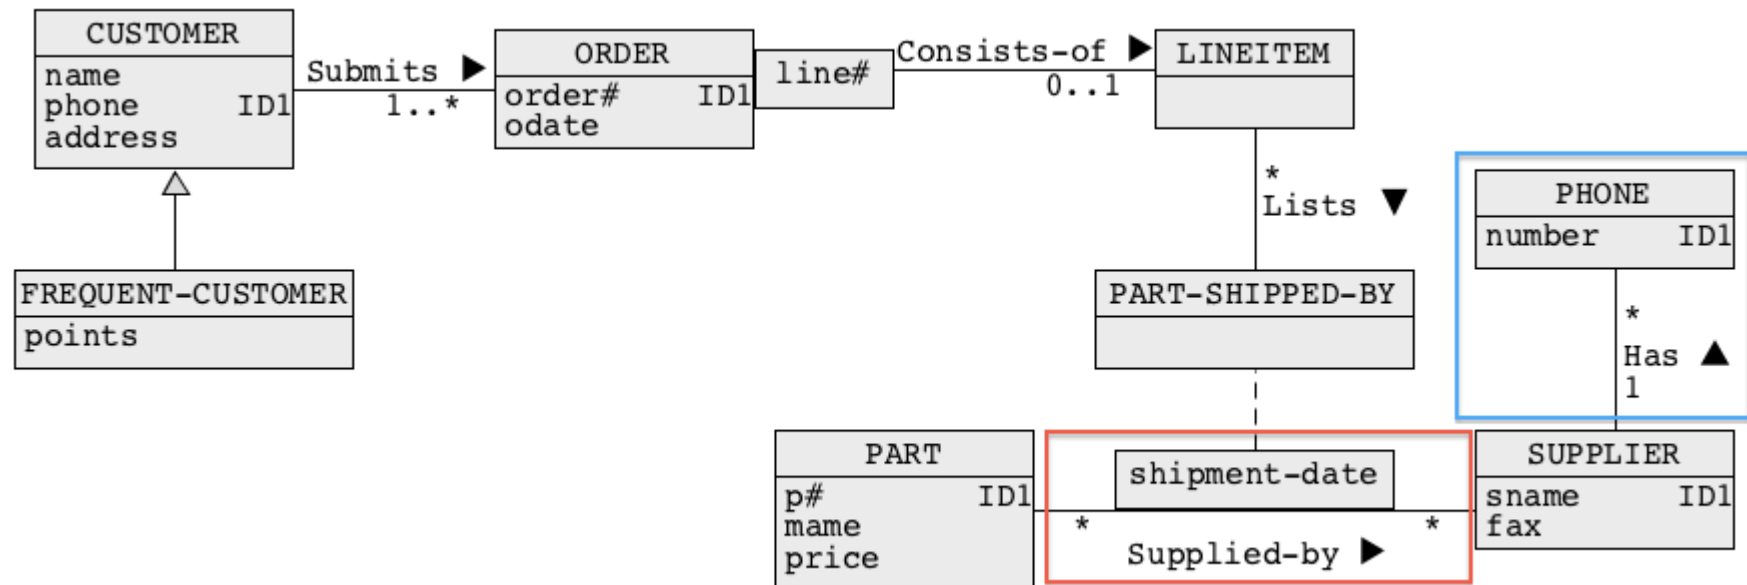 CUSTOMER
name
phone ID1
address
Submits ▶
1..*
ORDER
order# ID1
odate
line#
Consists-of ▶
0..1
LINEITEM
*
Lists ▼
PHONE
number ID1
*
Has ▲
1
FREQUENT-CUSTOMER
points
PART-SHIPPED-BY
PART
p# ID1
mame
price
shipment-date
* *
Supplied-by ▶
SUPPLIER
sname ID1
fax